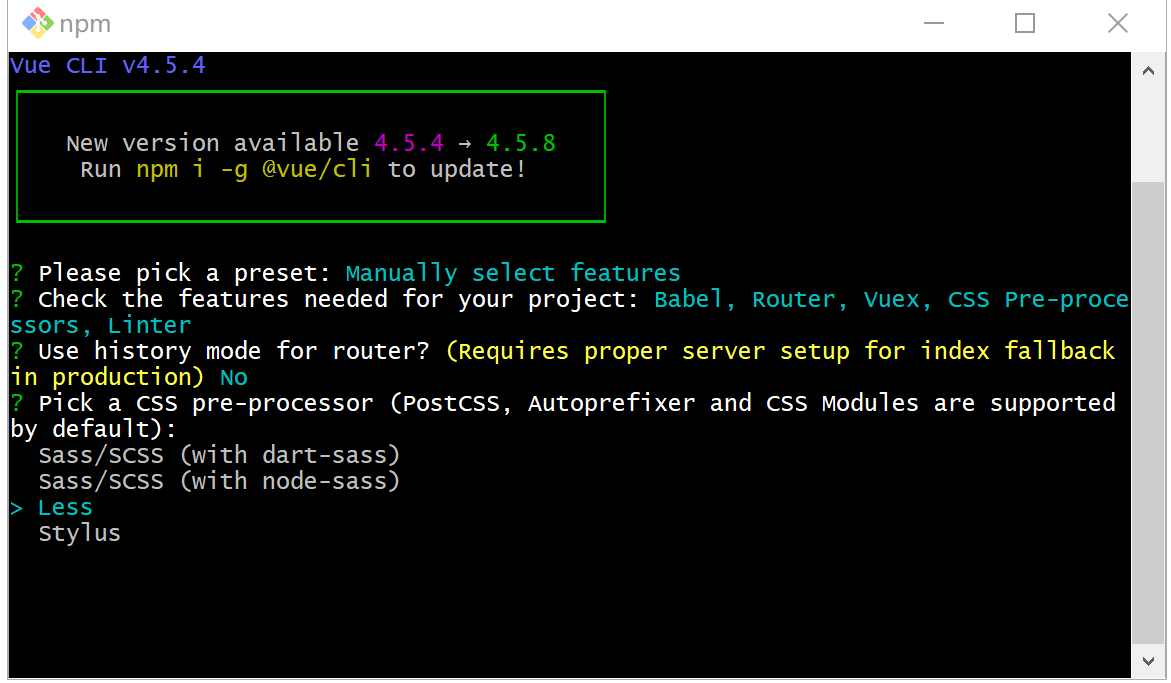 npm
Vue CLI v4.5.4
New version available 4.5.4 → 4.5.8
Run npm i -g @vue/cli to update!
? Please pick a preset: Manually select features
? Check the features needed for your project: Babel, Router, Vuex, CSS Pre-proce
ssors, Linter
? Use history mode for router? (Requires proper server setup for index fallback
in production) No
? Pick a CSS pre-processor (PostCSS, Autoprefixer and CSS Modules are supported
by default):
Sass/SCSS (with dart-sass)
Sass/SCSS (with node-sass)
> Less
Stylus